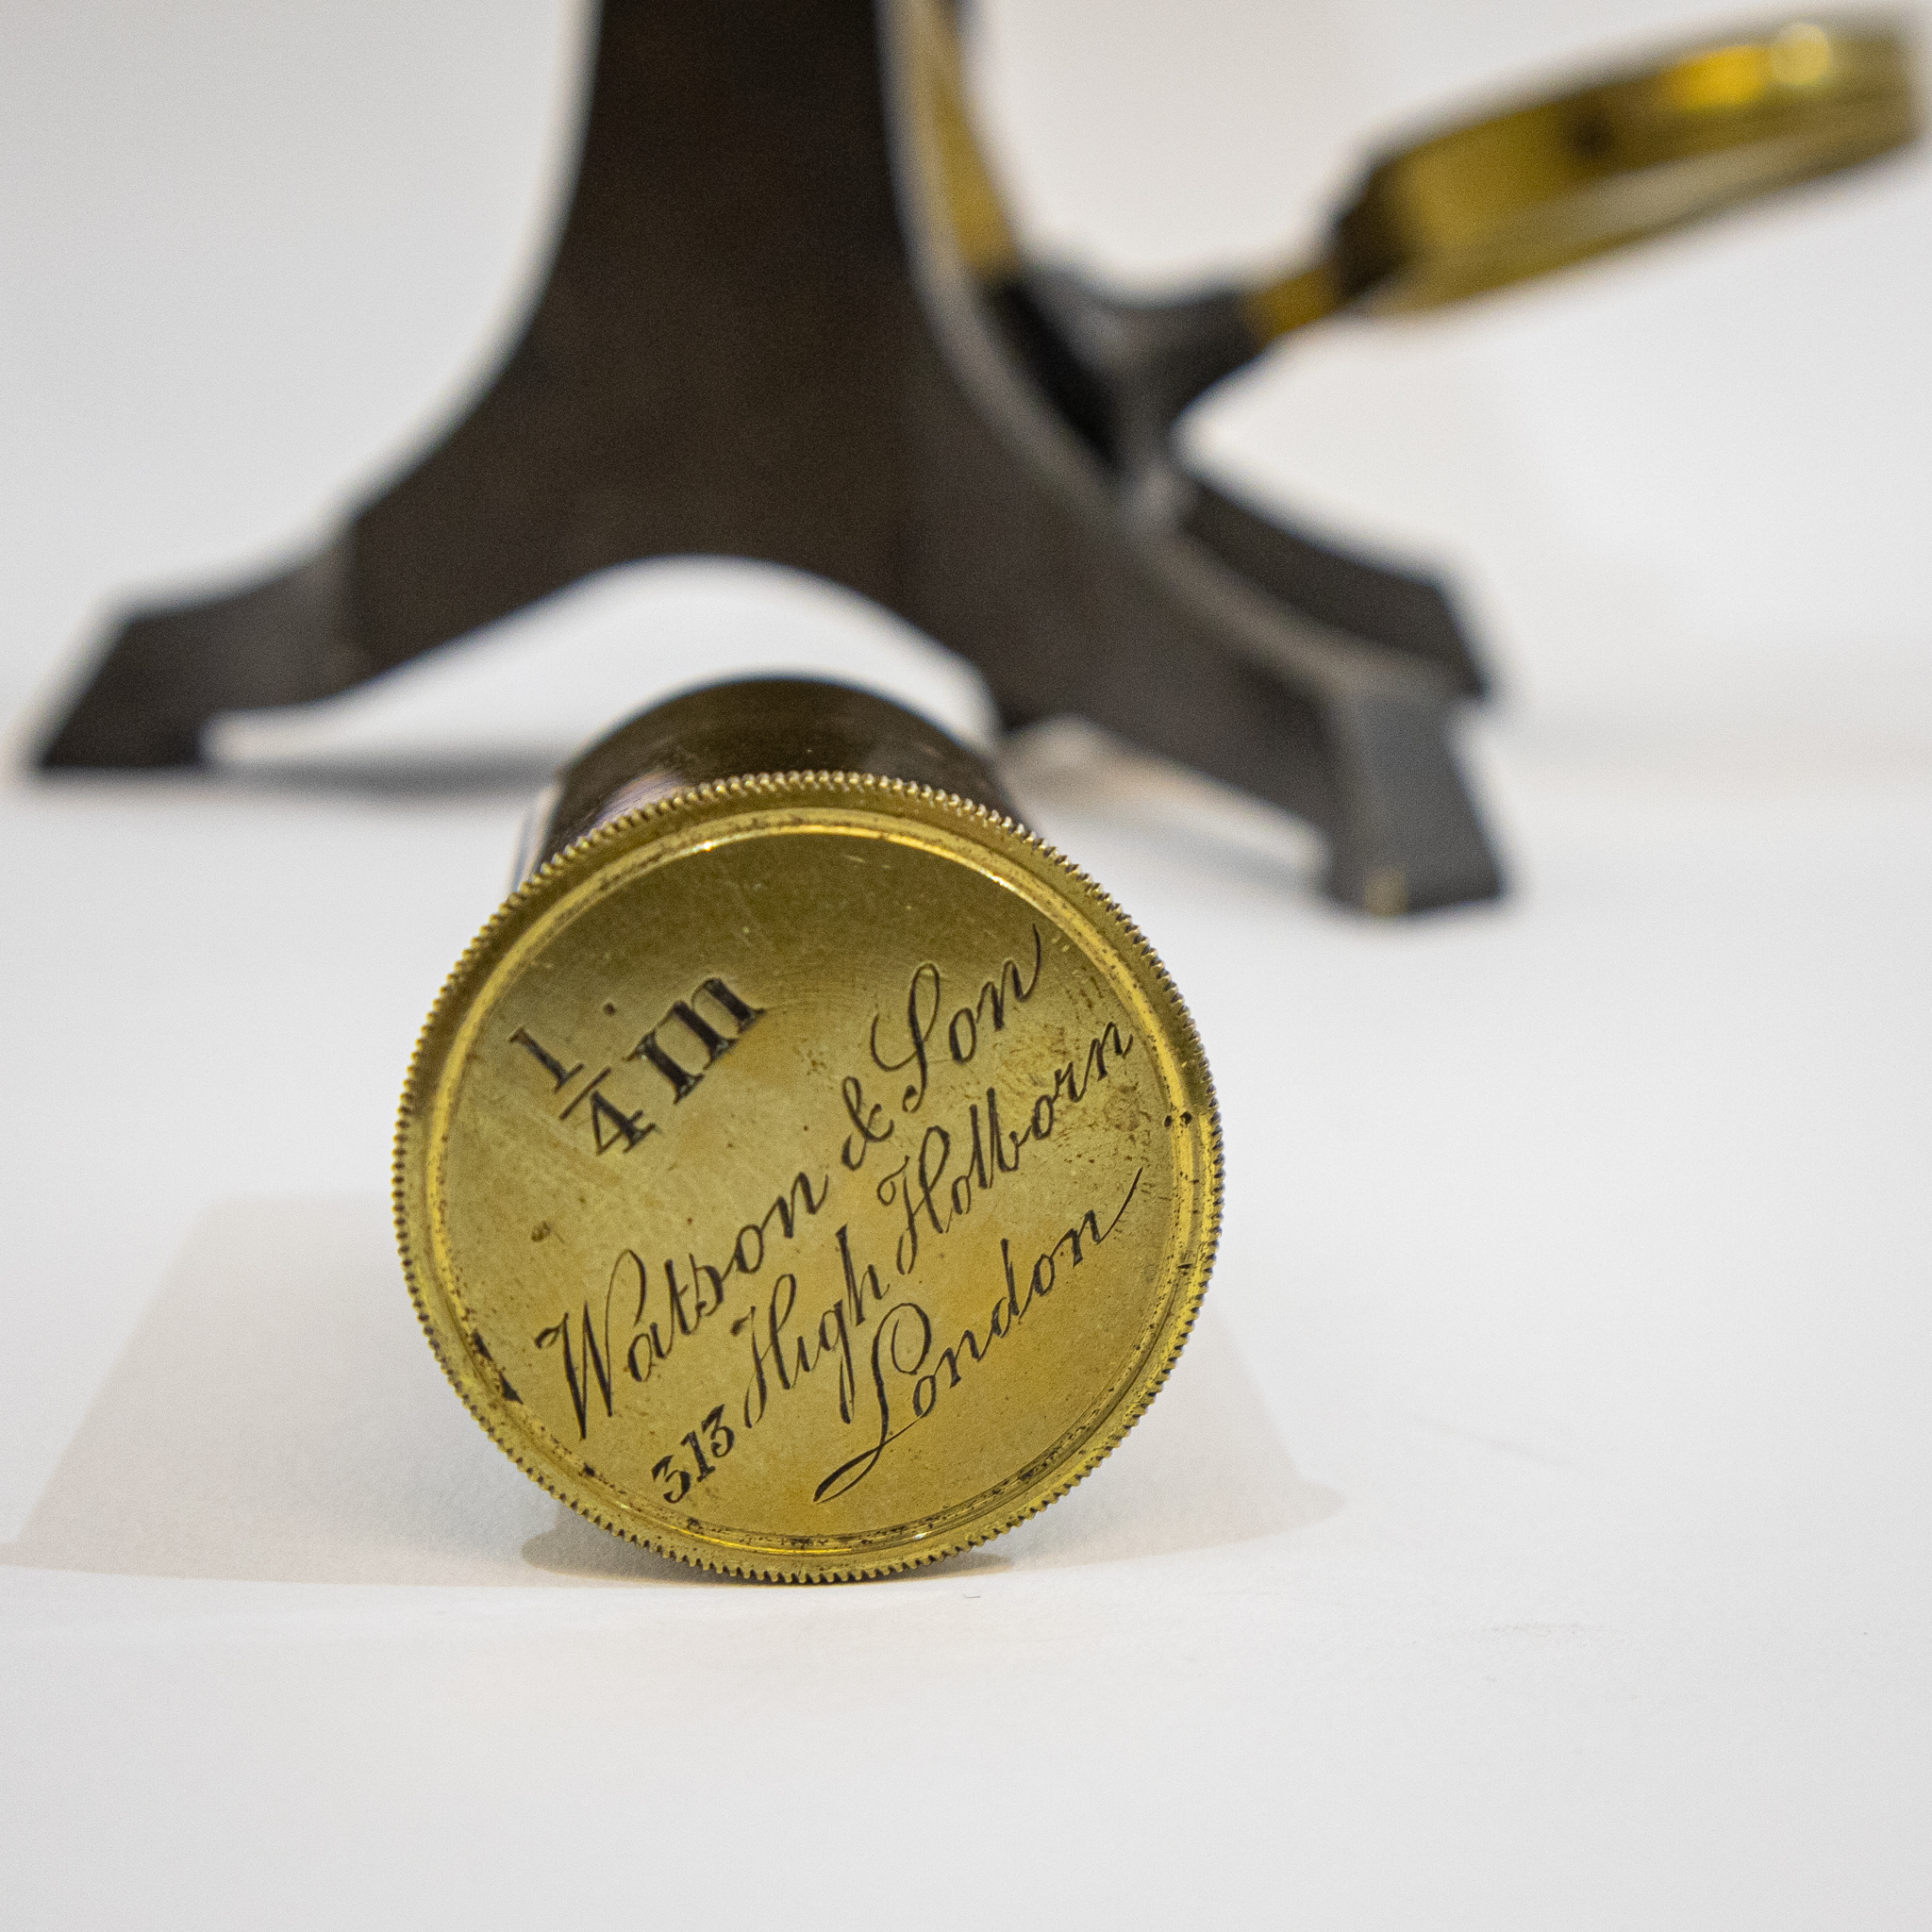 1/4 in
Watson & Son
313 High Holborn
London